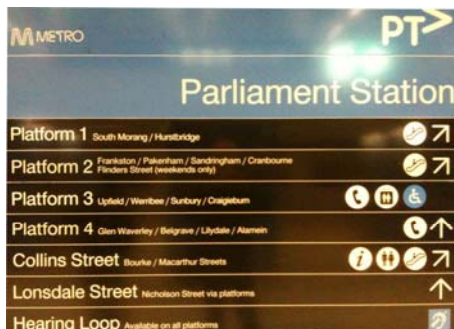 METRO
PT>
Parliament Station
Platform 1 South Morang / Hurstbridge
Platform 2 Frankston / Pakenham / Sandringham / Cranbourne
Flinders Street (weekends only)
Platform 3 Upfield / Werribee / Sunbury / Craigieburn
Platform 4 Glen Waverley / Belgrave / Lilydale / Alamein
Collins Street Bourke / Macarthur Streets
Lonsdale Street Nicholson Street via platforms
Hearing Loop Available on all platforms